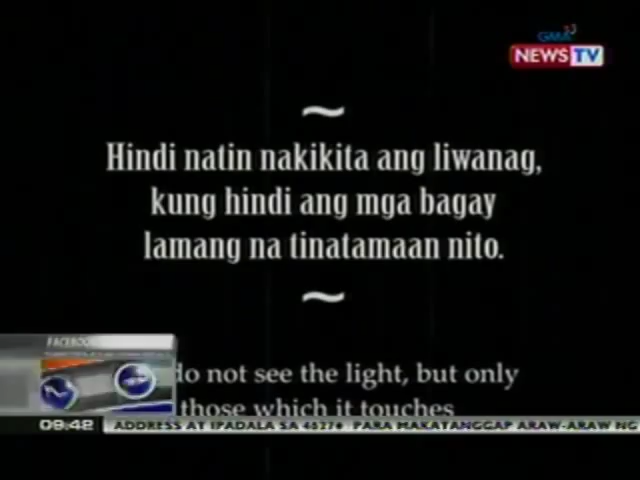 GMA
NEWS TV
~
Hindi natin nakikita ang liwanag,
kung hindi ang mga bagay
lamang na tinatamaan nito.
~
do not see the light, but only
those which it touches
FACEBOO
09:42 ADDRESS AT IPADALA SA 4627. PARA MAKATANGGAP ARAW-ARAW NG